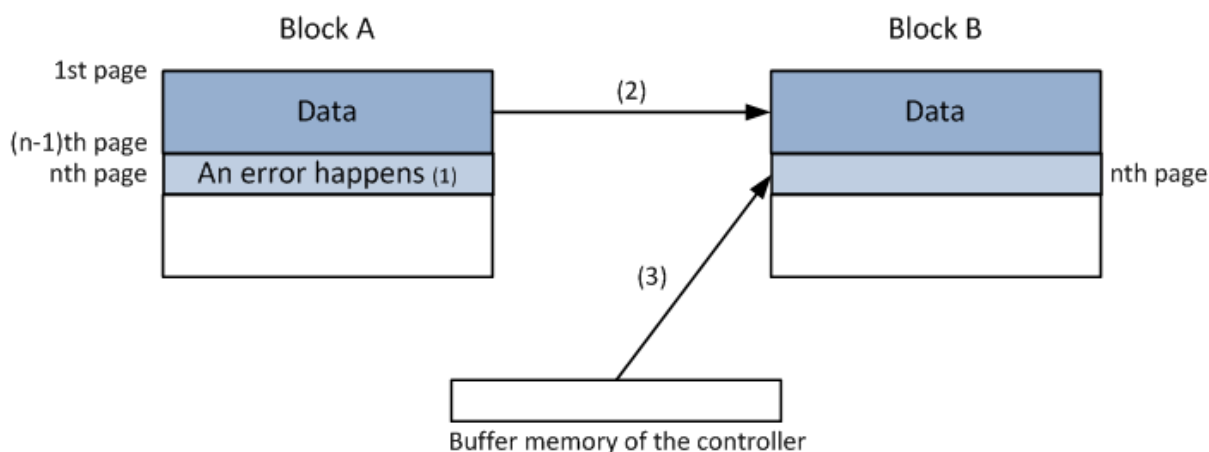 Block A
Block B
1st page
Data
(2)
Data
(n-1)th page
nth page
An error happens (1)
nth page
(3)
Buffer memory of the controller